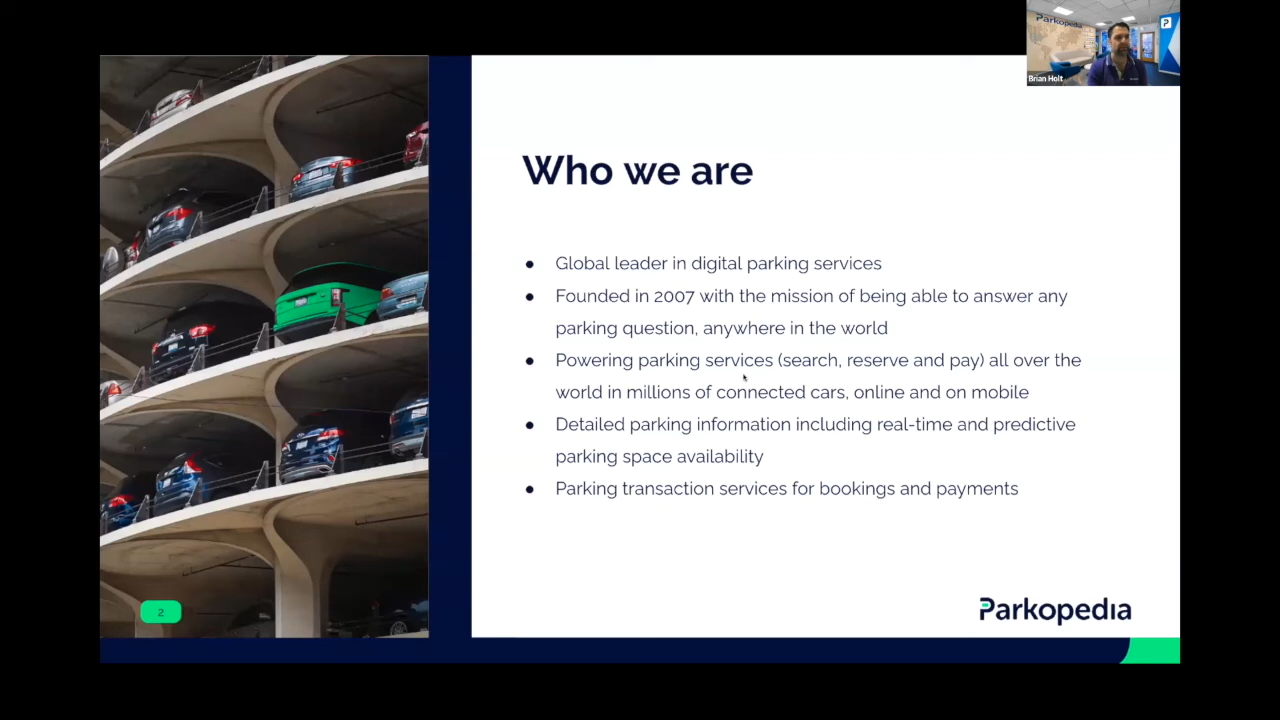 Parkopedia
P
Brian Holt
Who we are
● Global leader in digital parking services
● Founded in 2007 with the mission of being able to answer any
parking question, anywhere in the world
● Powering parking services (search, reserve and pay) all over the
world in millions of connected cars, online and on mobile
● Detailed parking information including real-time and predictive
parking space availability
● Parking transaction services for bookings and payments
2
Parkopedia